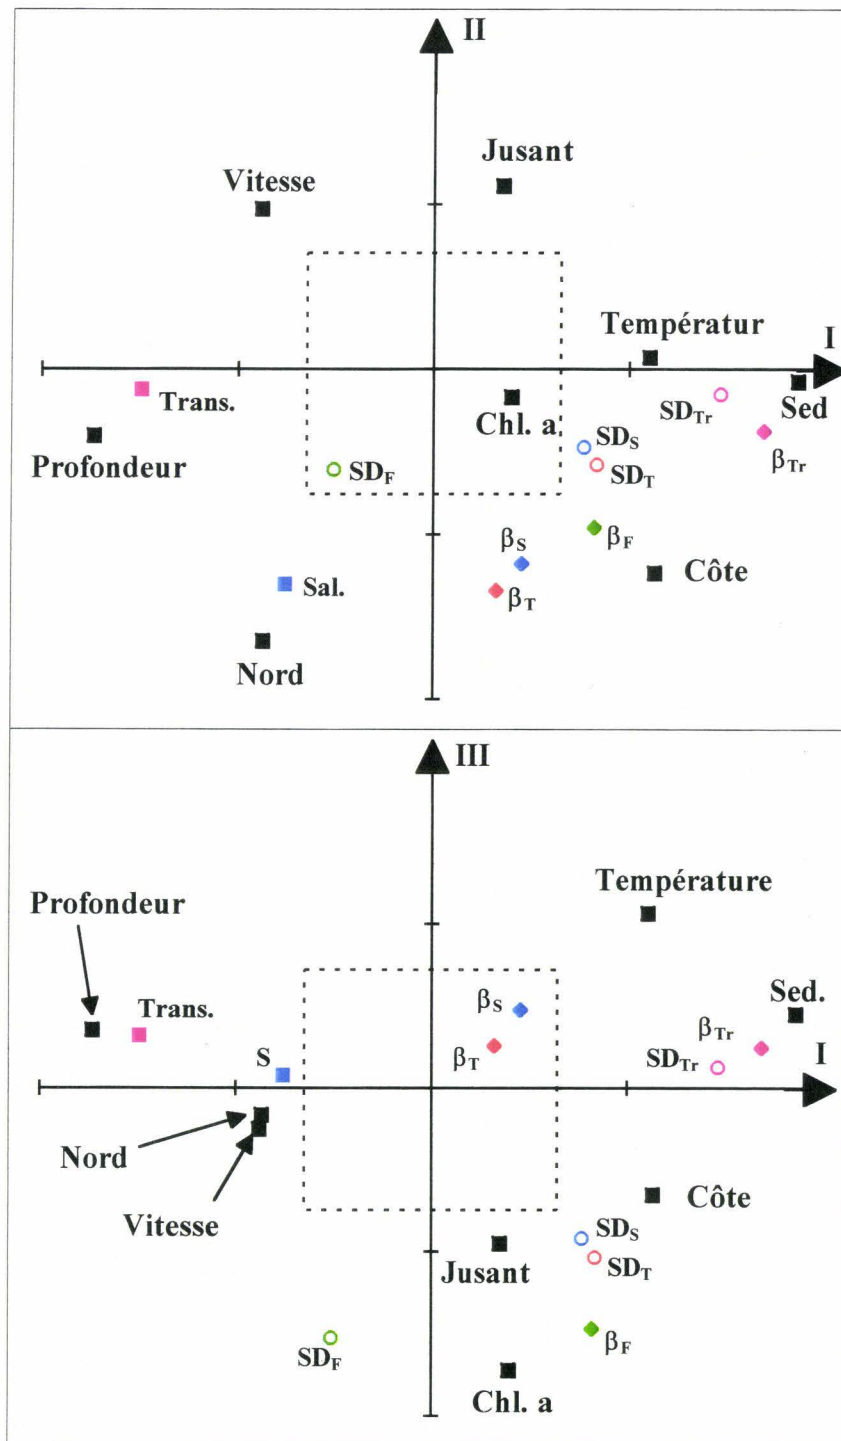 II
Jusant
Vitesse
Températur
I
Trans.
Chl. a
SD_Tr
Sed
Profondeur
SD_F
SD_S
SD_T
β_Tr
β_S
β_F
Sal.
β_T
Côte
Nord
III
Température
Profondeur
Trans.
β_S
Sed.
β_Tr
S
β_T
SD_Tr
I
Nord
Côte
Vitesse
SD_S
Jusant
SD_T
SD_F
β_F
Chl. a